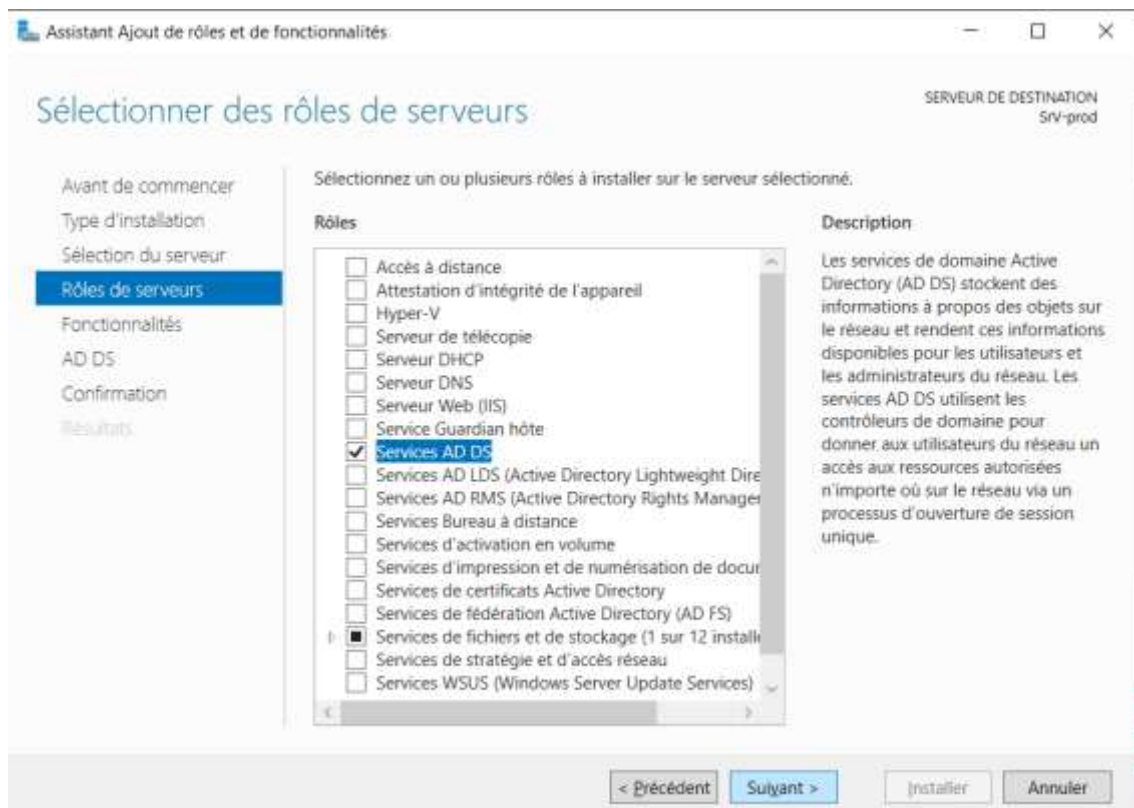 Assistant Ajout de rôles et de fonctionnalités
Sélectionner des rôles de serveurs
SERVEUR DE DESTINATION
SrV-prod
Avant de commencer
Type d'installation
Sélection du serveur
Rôles de serveurs
Fonctionnalités
AD DS
Confirmation
Résultats
Sélectionnez un ou plusieurs rôles à installer sur le serveur sélectionné.
Rôles
Accès à distance
Attestation d'intégrité de l'appareil
Hyper-V
Serveur de télécopie
Serveur DHCP
Serveur DNS
Serveur Web (IIS)
Service Guardian hôte
Services AD DS
Services AD LDS (Active Directory Lightweight Dire
Services AD RMS (Active Directory Rights Manager
Services Bureau à distance
Services d'activation en volume
Services d'impression et de numérisation de docur
Services de certificats Active Directory
Services de fédération Active Directory (AD FS)
Services de fichiers et de stockage (1 sur 12 installé
Services de stratégie et d'accès réseau
Services WSUS (Windows Server Update Services)
Description
Les services de domaine Active
Directory (AD DS) stockent des
informations à propos des objets sur
le réseau et rendent ces informations
disponibles pour les utilisateurs et
les administrateurs du réseau. Les
services AD DS utilisent les
contrôleurs de domaine pour
donner aux utilisateurs du réseau un
accès aux ressources autorisées
n'importe où sur le réseau via un
processus d'ouverture de session
unique.
< Précédent
Suivant >
Installer
Annuler